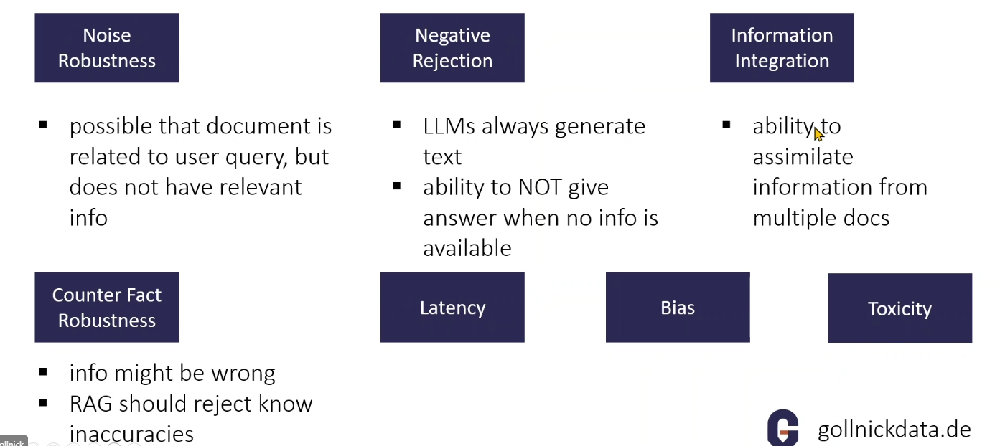 Noise
Robustness
Negative
Rejection
Information
Integration
▪ possible that document is
related to user query, but
does not have relevant
info
▪ LLMs always generate
text
▪ ability to NOT give
answer when no info is
available
▪ ability to
assimilate
information from
multiple docs
Counter Fact
Robustness
Latency
Bias
Toxicity
▪ info might be wrong
▪ RAG should reject know
inaccuracies
gollnickdata.de
ollnick